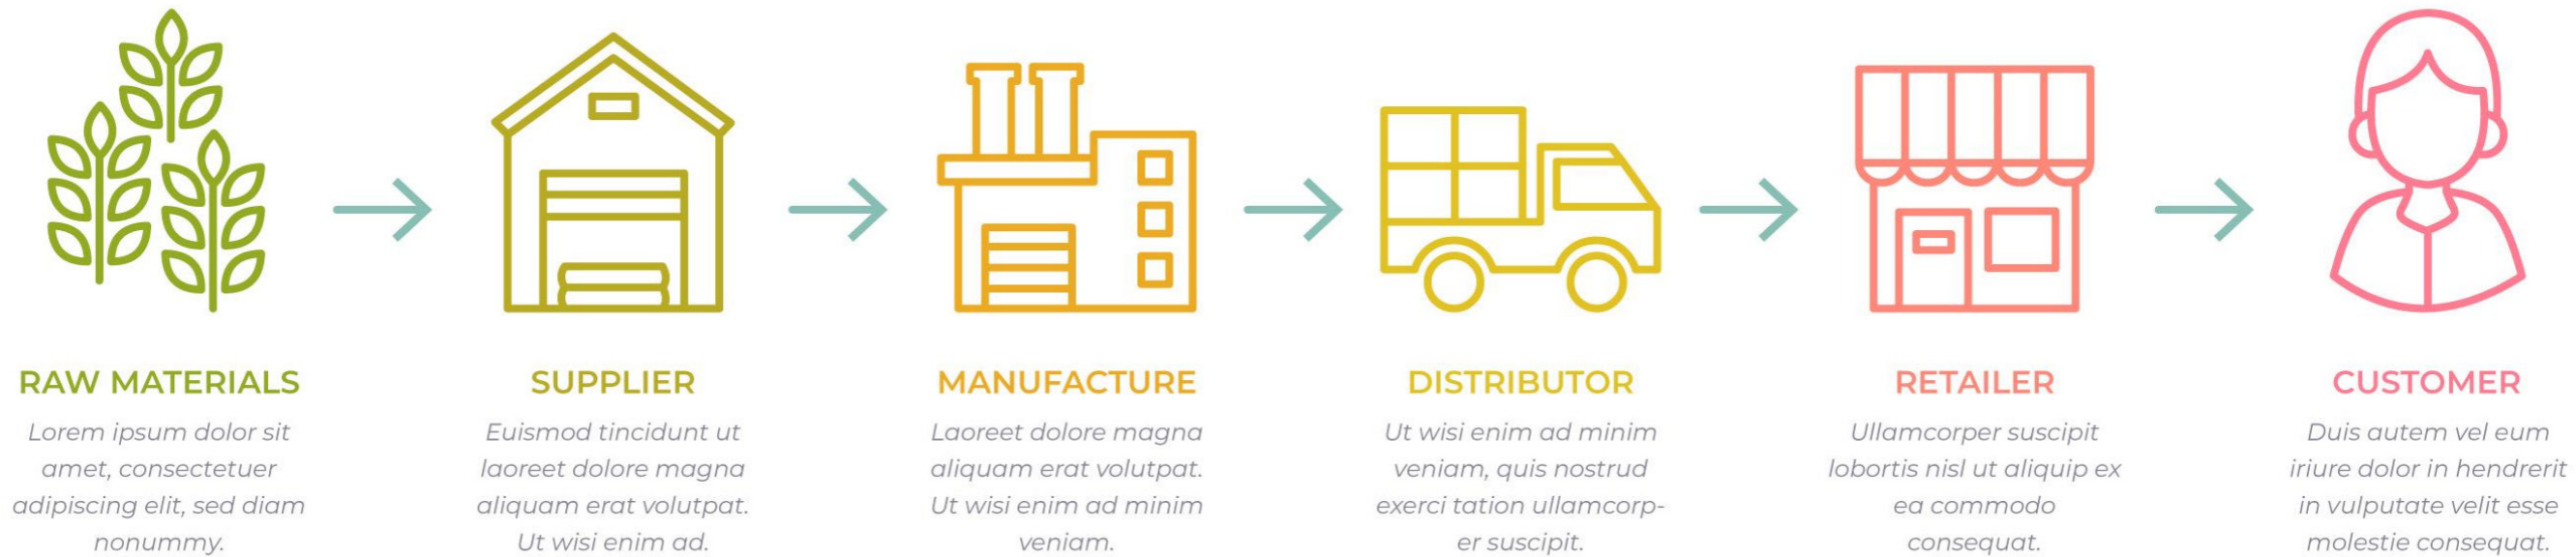 RAW MATERIALS
Lorem ipsum dolor sit
amet, consectetuer
adipiscing elit, sed diam
nonummy.
SUPPLIER
Euismod tincidunt ut
laoreet dolore magna
aliquam erat volutpat.
Ut wisi enim ad.
MANUFACTURE
Laoreet dolore magna
aliquam erat volutpat.
Ut wisi enim ad minim
veniam.
DISTRIBUTOR
Ut wisi enim ad minim
veniam, quis nostrud
exerci tation ullamcorp-
er suscipit.
RETAILER
Ullamcorper suscipit
lobortis nisl ut aliquip ex
ea commodo
consequat.
CUSTOMER
Duis autem vel eum
iriure dolor in hendrerit
in vulputate velit esse
molestie consequat.